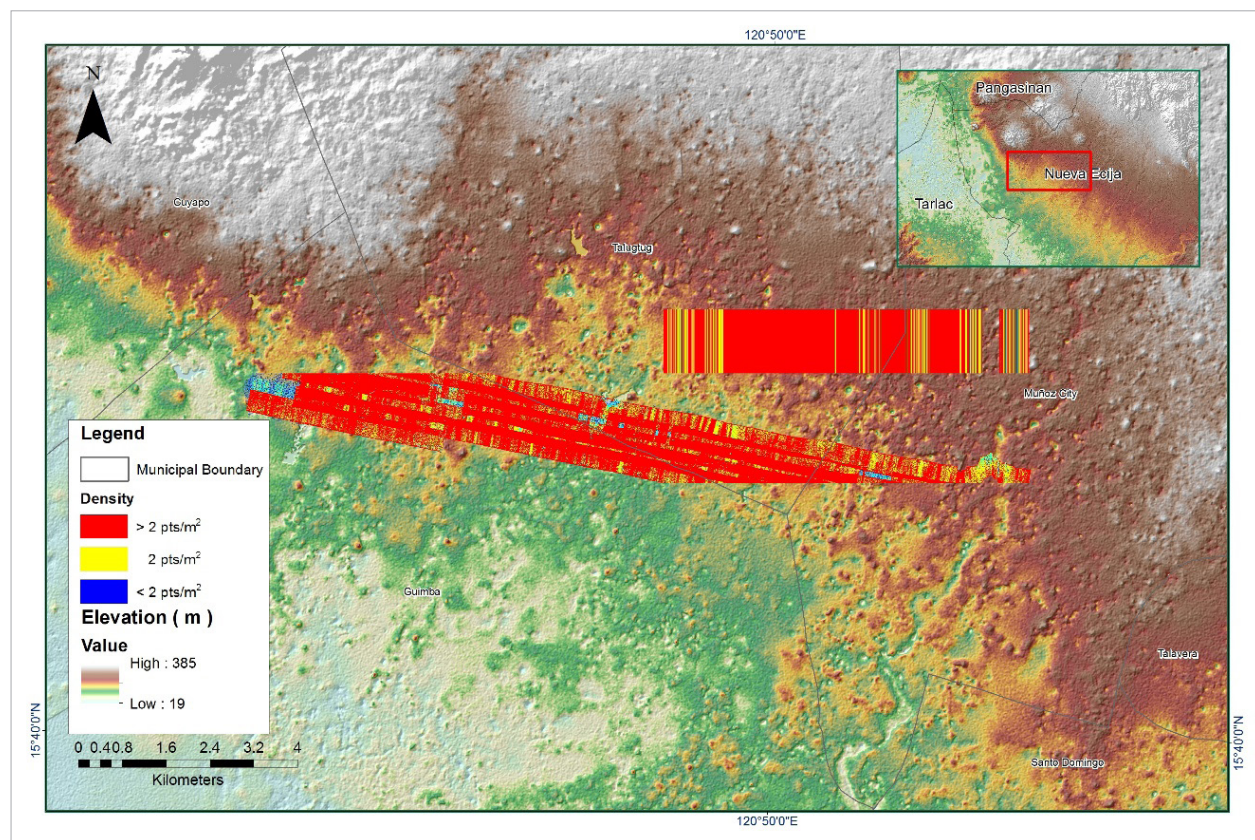 120°50'0"E
N
Pangasinan
Nueva Ecija
Tarlac
Cuyapo
Talugtug
Muñoz City
Guimba
Talavera
Santo Domingo
Legend
Municipal Boundary
Density
> 2 pts/m²
2 pts/m²
< 2 pts/m²
Elevation ( m )
Value
High : 385
Low : 19
15°40'0"N
15°40'0"N
0 0.40.8 1.6 2.4 3.2 4
Kilometers
120°50'0"E